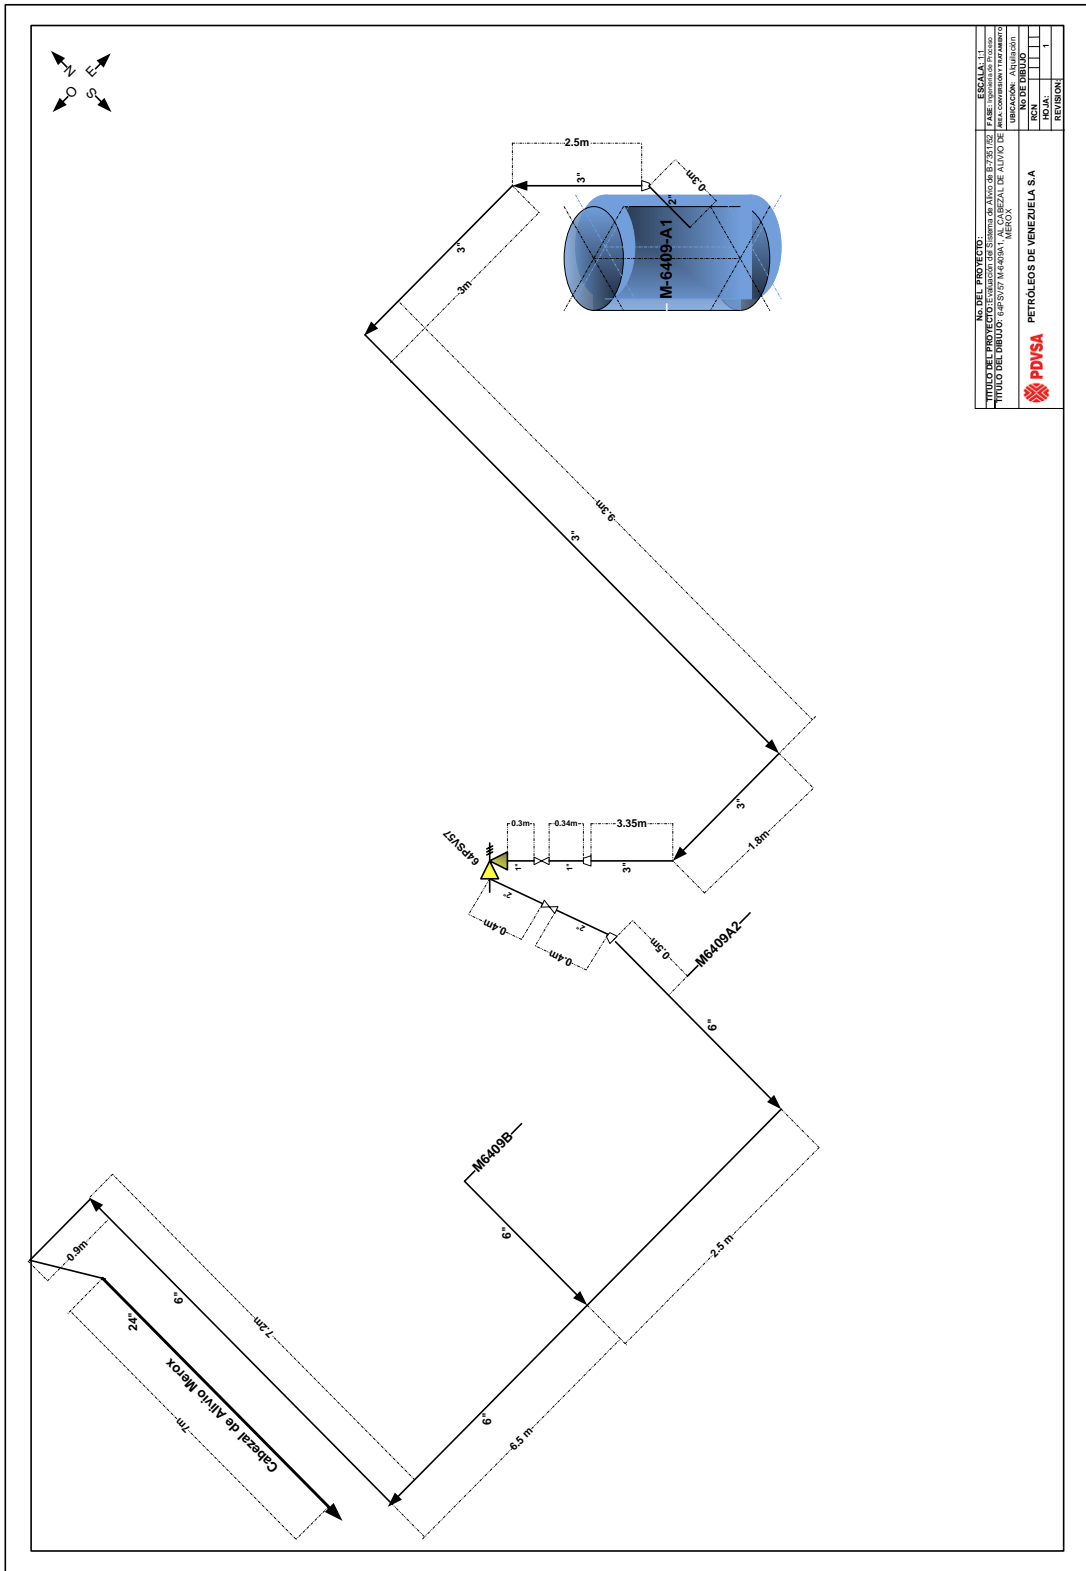 N
E
O
S
No. DEL PROYECTO:
ESCALA: 1:1
TITULO DEL PROYECTO: Evaluación del Sistema de Alivio de B-7351/52
FASE: Ingeniería de Proceso
TITULO DEL DIBUJO: 64PSV57 M-6409A1, AL CABEZAL DE ALIVIO DE MEROX
ÁREA: CONVERSIÓN Y TRATAMIENTO
UBICACIÓN: Alquilación
No DE DIBUJO
RCN
HOJA: 1
REVISION:
PDVSA
PETRÓLEOS DE VENEZUELA S.A
2.5m
3"
0.3m
2"
M-6409-A1
3"
3m
9.3m
3"
3"
1.8m
64PSV57
0.3m
0.34m
3.35m
1"
1"
3"
2"
0.4m
2"
0.4m
0.5m
M6409A2
6"
M6409B
6"
2.5 m
0.9m
6"
7.2m
24"
Cabezal de Alivio Merox
7m
6"
6.5 m